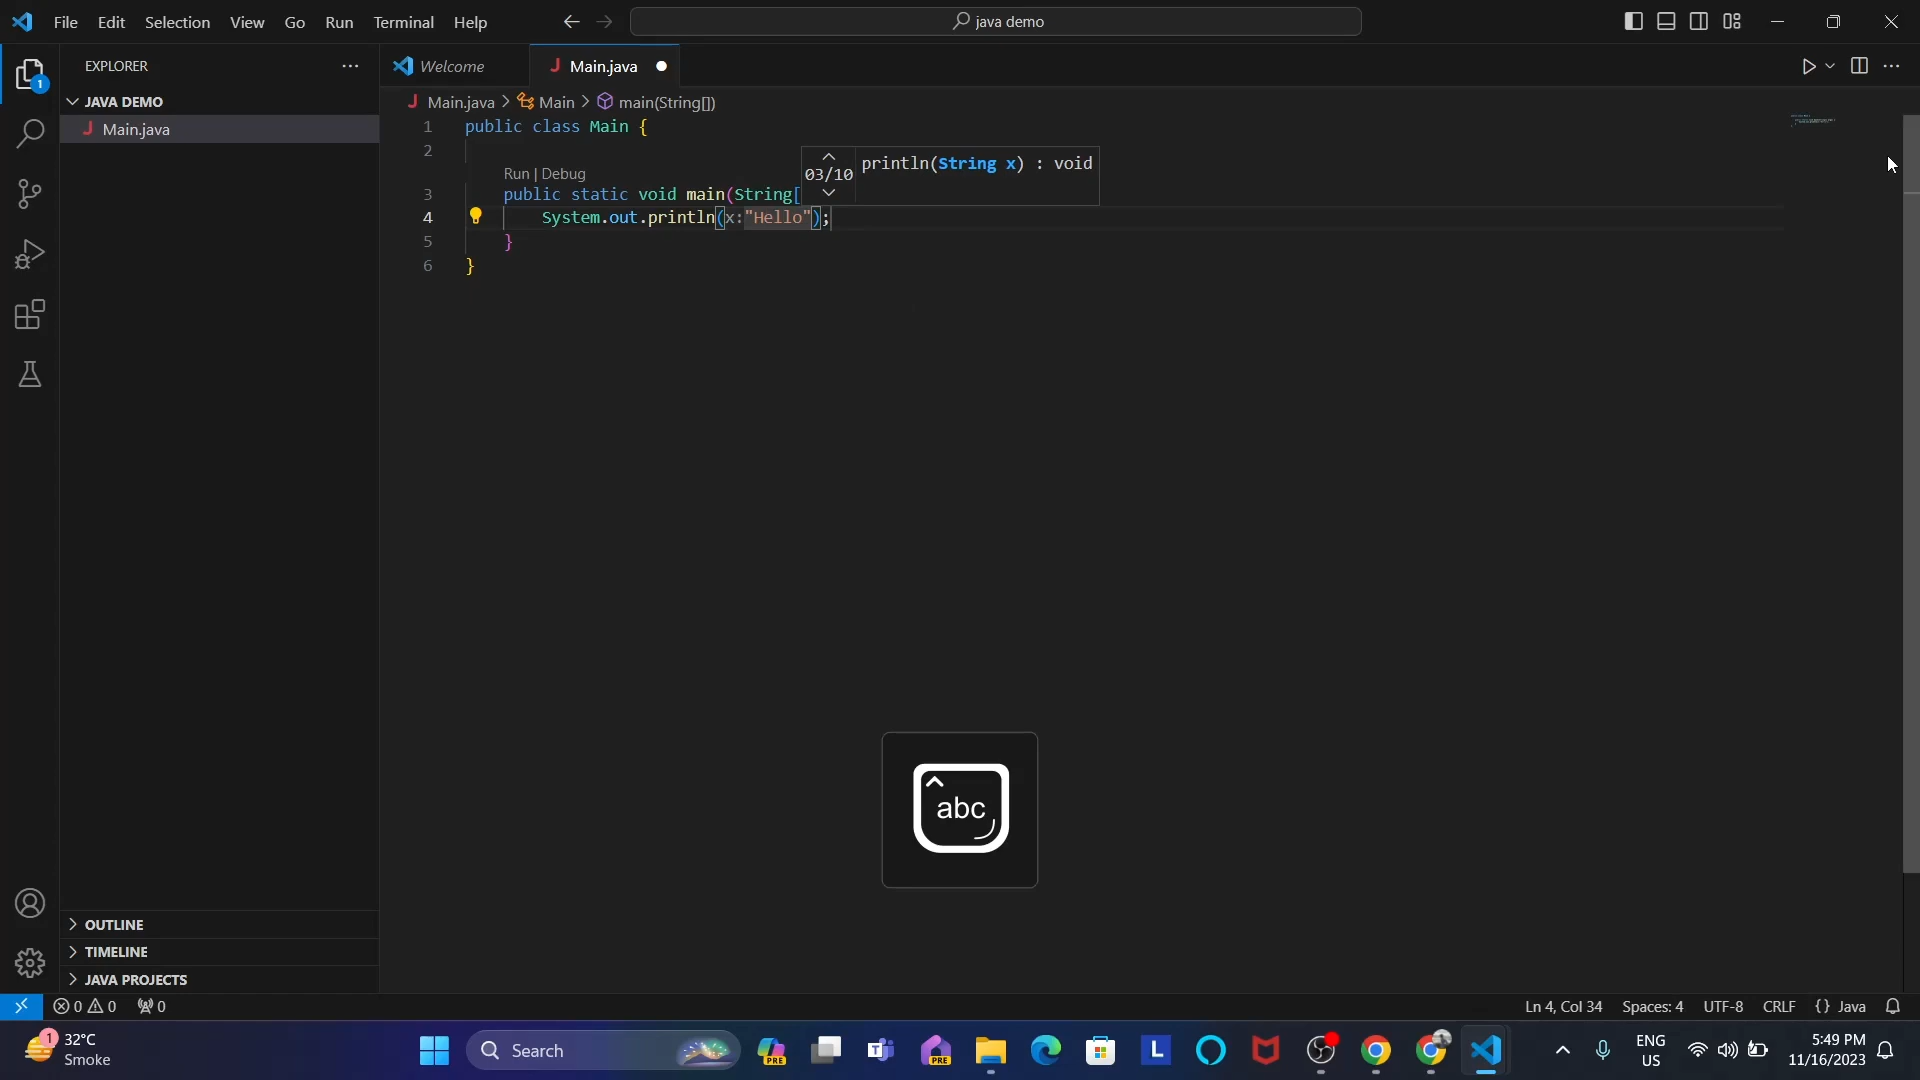 File Edit Selection View Go Run Terminal Help
java demo
EXPLORER
Welcome
J Main.java
JAVA DEMO
J Main.java > Main > main(String[])
J Main.java
1 public class Main {
2
03/10 println(String x) : void
Run | Debug
3 public static void main(String[
4 System.out.println(x:"Hello");
5 }
6 }
abc
OUTLINE
TIMELINE
JAVA PROJECTS
1
0 0 0
Ln 4, Col 34 Spaces: 4 UTF-8 CRLF {} Java
1
32°C
Smoke
Search
PRE
PRE
L
ENG
US
5:49 PM
11/16/2023